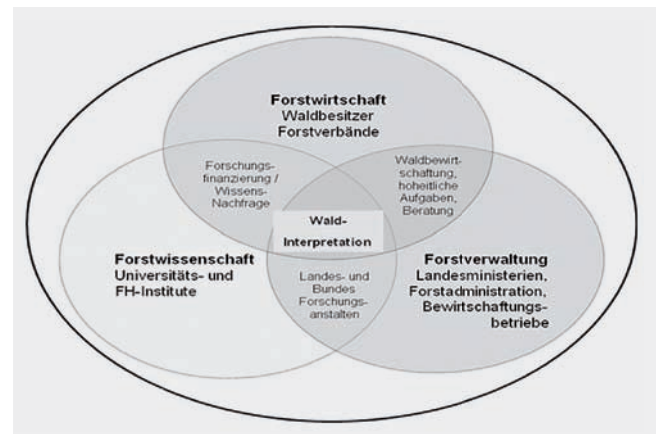 Forstwirtschaft
Waldbesitzer
Forstverbände
Forschungs-
finanzierung /
Wissens-
Nachfrage
Waldbewirt-
schaftung,
hoheitliche
Aufgaben,
Beratung
Wald-
Interpretation
Forstwissenschaft
Universitäts- und
FH-Institute
Landes- und
Bundes
Forschungs-
anstalten
Forstverwaltung
Landesministerien,
Forstadministration,
Bewirtschaftungs-
betriebe